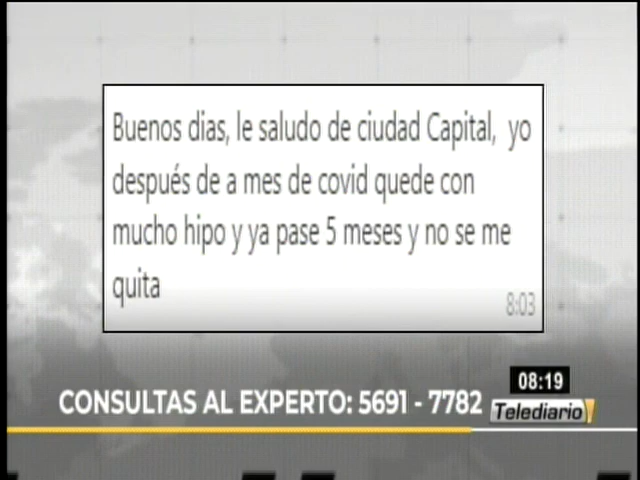 Buenos dias, le saludo de ciudad Capital, yo
después de a mes de covid quede con
mucho hipo y ya pase 5 meses y no se me
quita
8:03
08:19
CONSULTAS AL EXPERTO: 5691 - 7782
Telediario